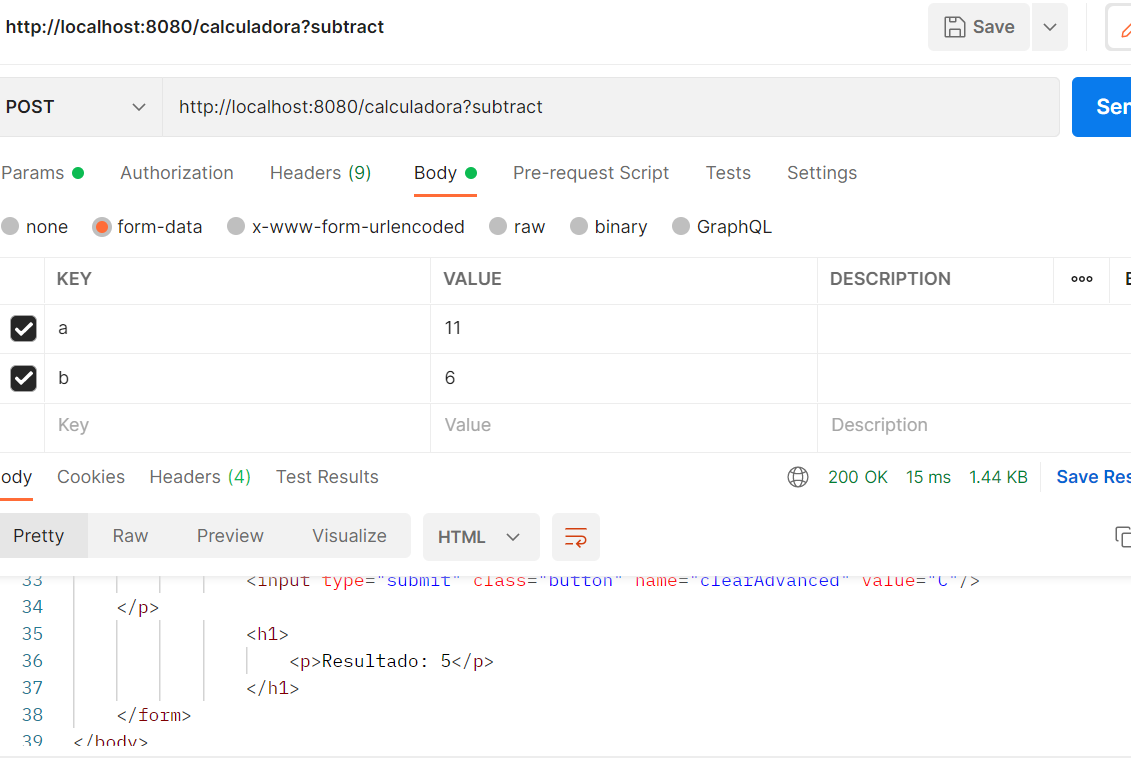 http://localhost:8080/calculadora?subtract
Save
POST
http://localhost:8080/calculadora?subtract
Sen
Params
Authorization
Headers (9)
Body
Pre-request Script
Tests
Settings
none
form-data
x-www-form-urlencoded
raw
binary
GraphQL
KEY
VALUE
DESCRIPTION
a
11
b
6
Key
Value
Description
ody
Cookies
Headers (4)
Test Results
200 OK
15 ms
1.44 KB
Save Res
Pretty
Raw
Preview
Visualize
HTML
33 <input type="submit" class="button" name="clearAdvanced" value="C"/>
34 </p>
35 <h1>
36 <p>Resultado: 5</p>
37 </h1>
38 </form>
39 </body>